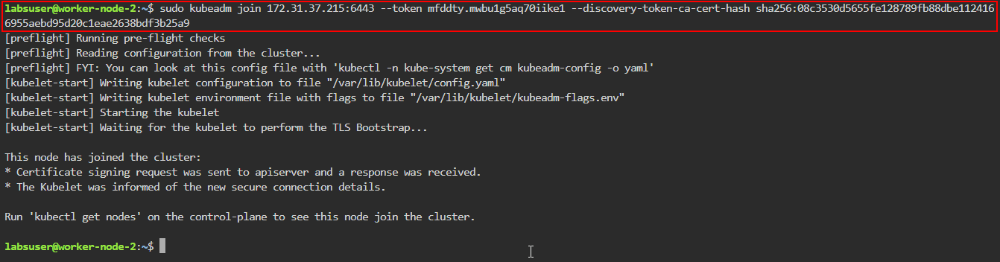 labsuser@worker-node-2:~$ sudo kubeadm join 172.31.37.215:6443 --token mfddty.mwbu1g5aq70iike1 --discovery-token-ca-cert-hash sha256:08c3530d5655fe128789fb88dbe112416
6955aebd95d20c1eae2638bdf3b25a9
[preflight] Running pre-flight checks
[preflight] Reading configuration from the cluster...
[preflight] FYI: You can look at this config file with 'kubectl -n kube-system get cm kubeadm-config -o yaml'
[kubelet-start] Writing kubelet configuration to file "/var/lib/kubelet/config.yaml"
[kubelet-start] Writing kubelet environment file with flags to file "/var/lib/kubelet/kubeadm-flags.env"
[kubelet-start] Starting the kubelet
[kubelet-start] Waiting for the kubelet to perform the TLS Bootstrap...
This node has joined the cluster:
* Certificate signing request was sent to apiserver and a response was received.
* The Kubelet was informed of the new secure connection details.
Run 'kubectl get nodes' on the control-plane to see this node join the cluster.
labsuser@worker-node-2:~$